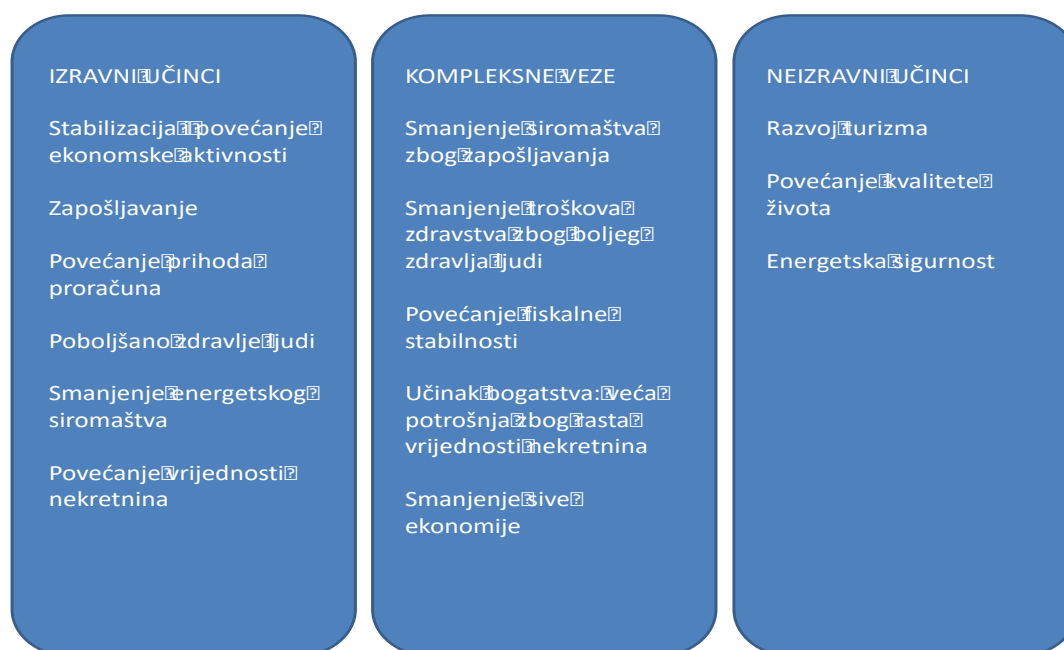 IZRAVNI UČINCI
Stabilizacija i povećanje
ekonomske aktivnosti
Zapošljavanje
Povećanje prihoda
proračuna
Poboljšano zdravlje ljudi
Smanjenje energetskog
siromaštva
Povećanje vrijednosti
nekretnina
KOMPLEKSNE VEZE
Smanjenje siromaštva
zbog zapošljavanja
Smanjenje troškova
zdravstva zbog boljeg
zdravlja ljudi
Povećanje fiskalne
stabilnosti
Učinak bogatstva: veća
potrošnja zbog rasta
vrijednosti nekretnina
Smanjenje sive
ekonomije
NEIZRAVNI UČINCI
Razvoj turizma
Povećanje kvalitete
života
Energetska sigurnost